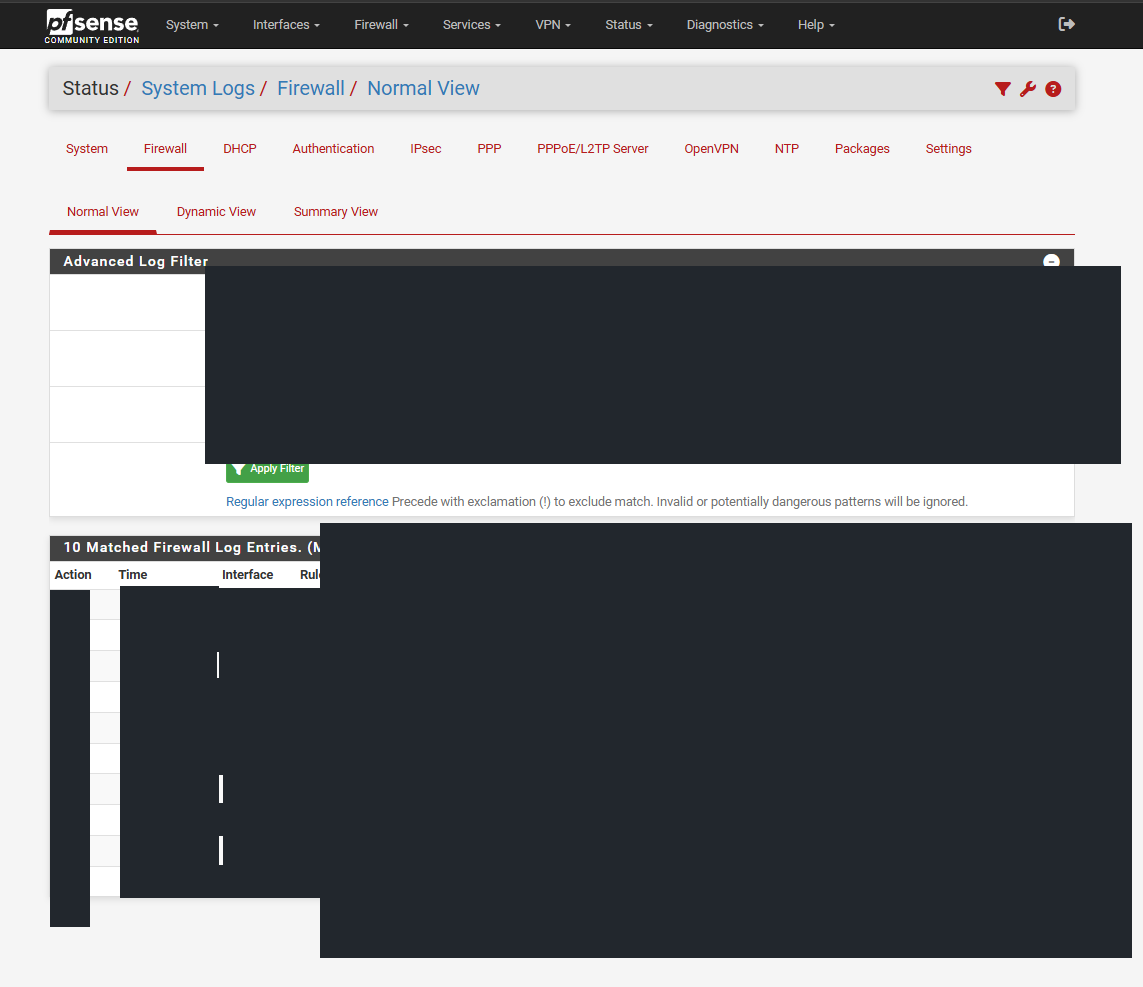 pfsense
COMMUNITY EDITION
System Interfaces Firewall Services VPN Status Diagnostics Help
Status / System Logs / Firewall / Normal View
System Firewall DHCP Authentication IPsec PPP PPPoE/L2TP Server OpenVPN NTP Packages Settings
Normal View Dynamic View Summary View
Advanced Log Filter
Apply Filter
Regular expression reference Precede with exclamation (!) to exclude match. Invalid or potentially dangerous patterns will be ignored.
10 Matched Firewall Log Entries. (
Action Time Interface